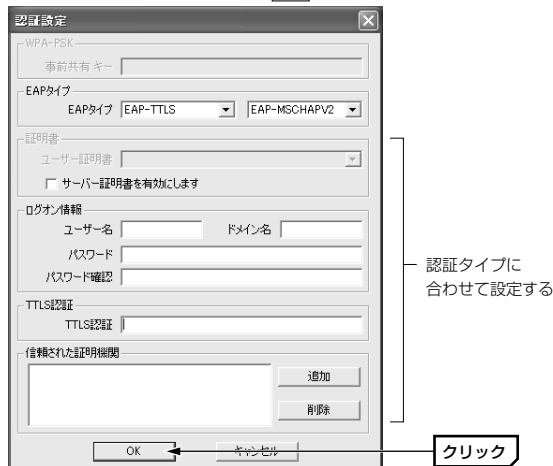 認証設定
WPA-PSK
事前共有 キー
EAPタイプ
EAPタイプ EAP-TTLS EAP-MSCHAPV2
証明書
ユーザー証明書
サーバー証明書を有効にします
ログオン情報
ユーザー名 ドメイン名
パスワード
パスワード確認
認証タイプに
合わせて設定する
TTLS認証
TTLS認証
信頼された証明機関
追加
削除
OK キャンセル
クリック